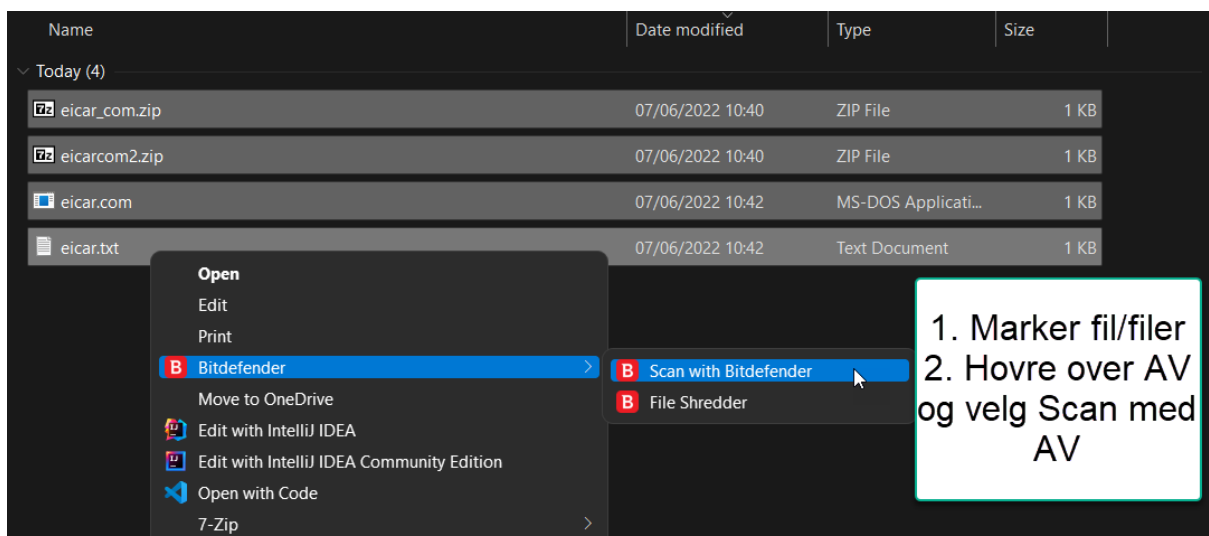 Name Date modified Type Size
Today (4)
eicar_com.zip 07/06/2022 10:40 ZIP File 1 KB
eicarcom2.zip 07/06/2022 10:40 ZIP File 1 KB
eicar.com 07/06/2022 10:42 MS-DOS Applicati... 1 KB
eicar.txt 07/06/2022 10:42 Text Document 1 KB
Open
Edit
Print
B Bitdefender
Move to OneDrive
Edit with IntelliJ IDEA
Edit with IntelliJ IDEA Community Edition
Open with Code
7-Zip
B Scan with Bitdefender
B File Shredder
1. Marker fil/filer
2. Hovre over AV
og velg Scan med
AV